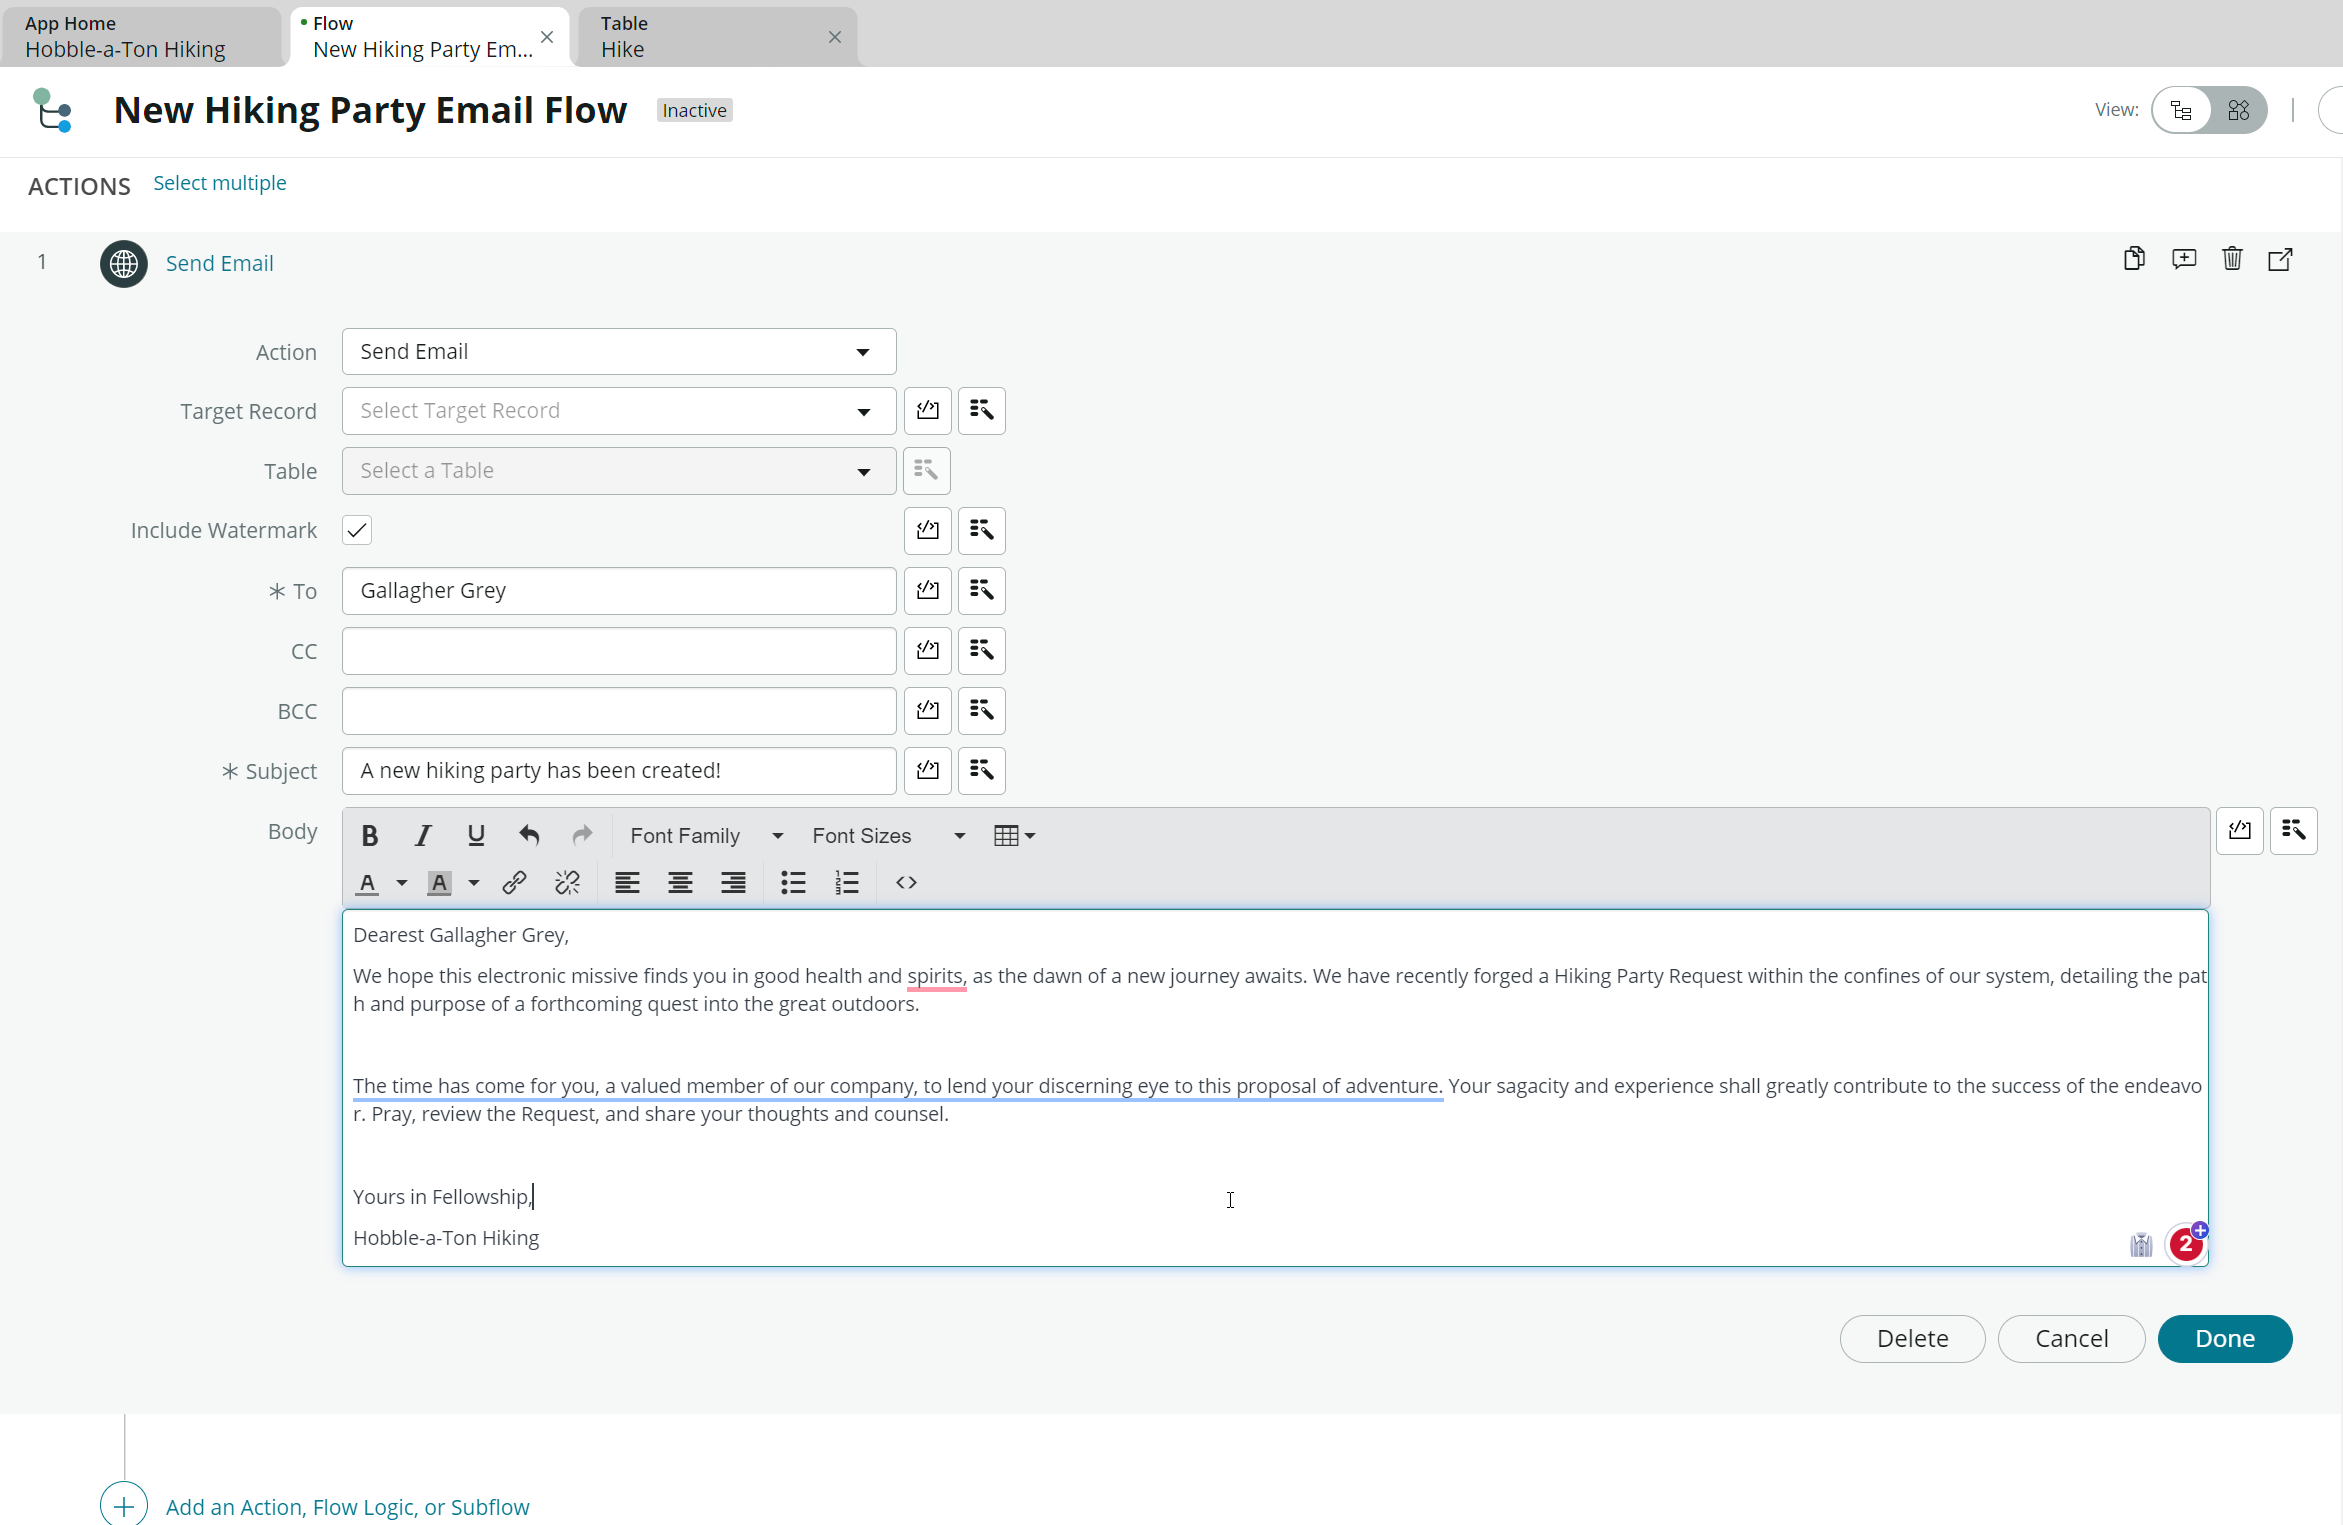 App Home
Hobble-a-Ton Hiking
Flow
New Hiking Party Em...
Table
Hike
New Hiking Party Email Flow
Inactive
View:
ACTIONS
Select multiple
1
Send Email
Action
Send Email
Target Record
Select Target Record
Table
Select a Table
Include Watermark
To
Gallagher Grey
CC
BCC
Subject
A new hiking party has been created!
Body
B
I
U
Font Family
Font Sizes
A
A
Dearest Gallagher Grey,
We hope this electronic missive finds you in good health and spirits, as the dawn of a new journey awaits. We have recently forged a Hiking Party Request within the confines of our system, detailing the pat
h and purpose of a forthcoming quest into the great outdoors.
The time has come for you, a valued member of our company, to lend your discerning eye to this proposal of adventure. Your sagacity and experience shall greatly contribute to the success of the endeavo
r. Pray, review the Request, and share your thoughts and counsel.
Yours in Fellowship,
Hobble-a-Ton Hiking
2
Delete
Cancel
Done
Add an Action, Flow Logic, or Subflow